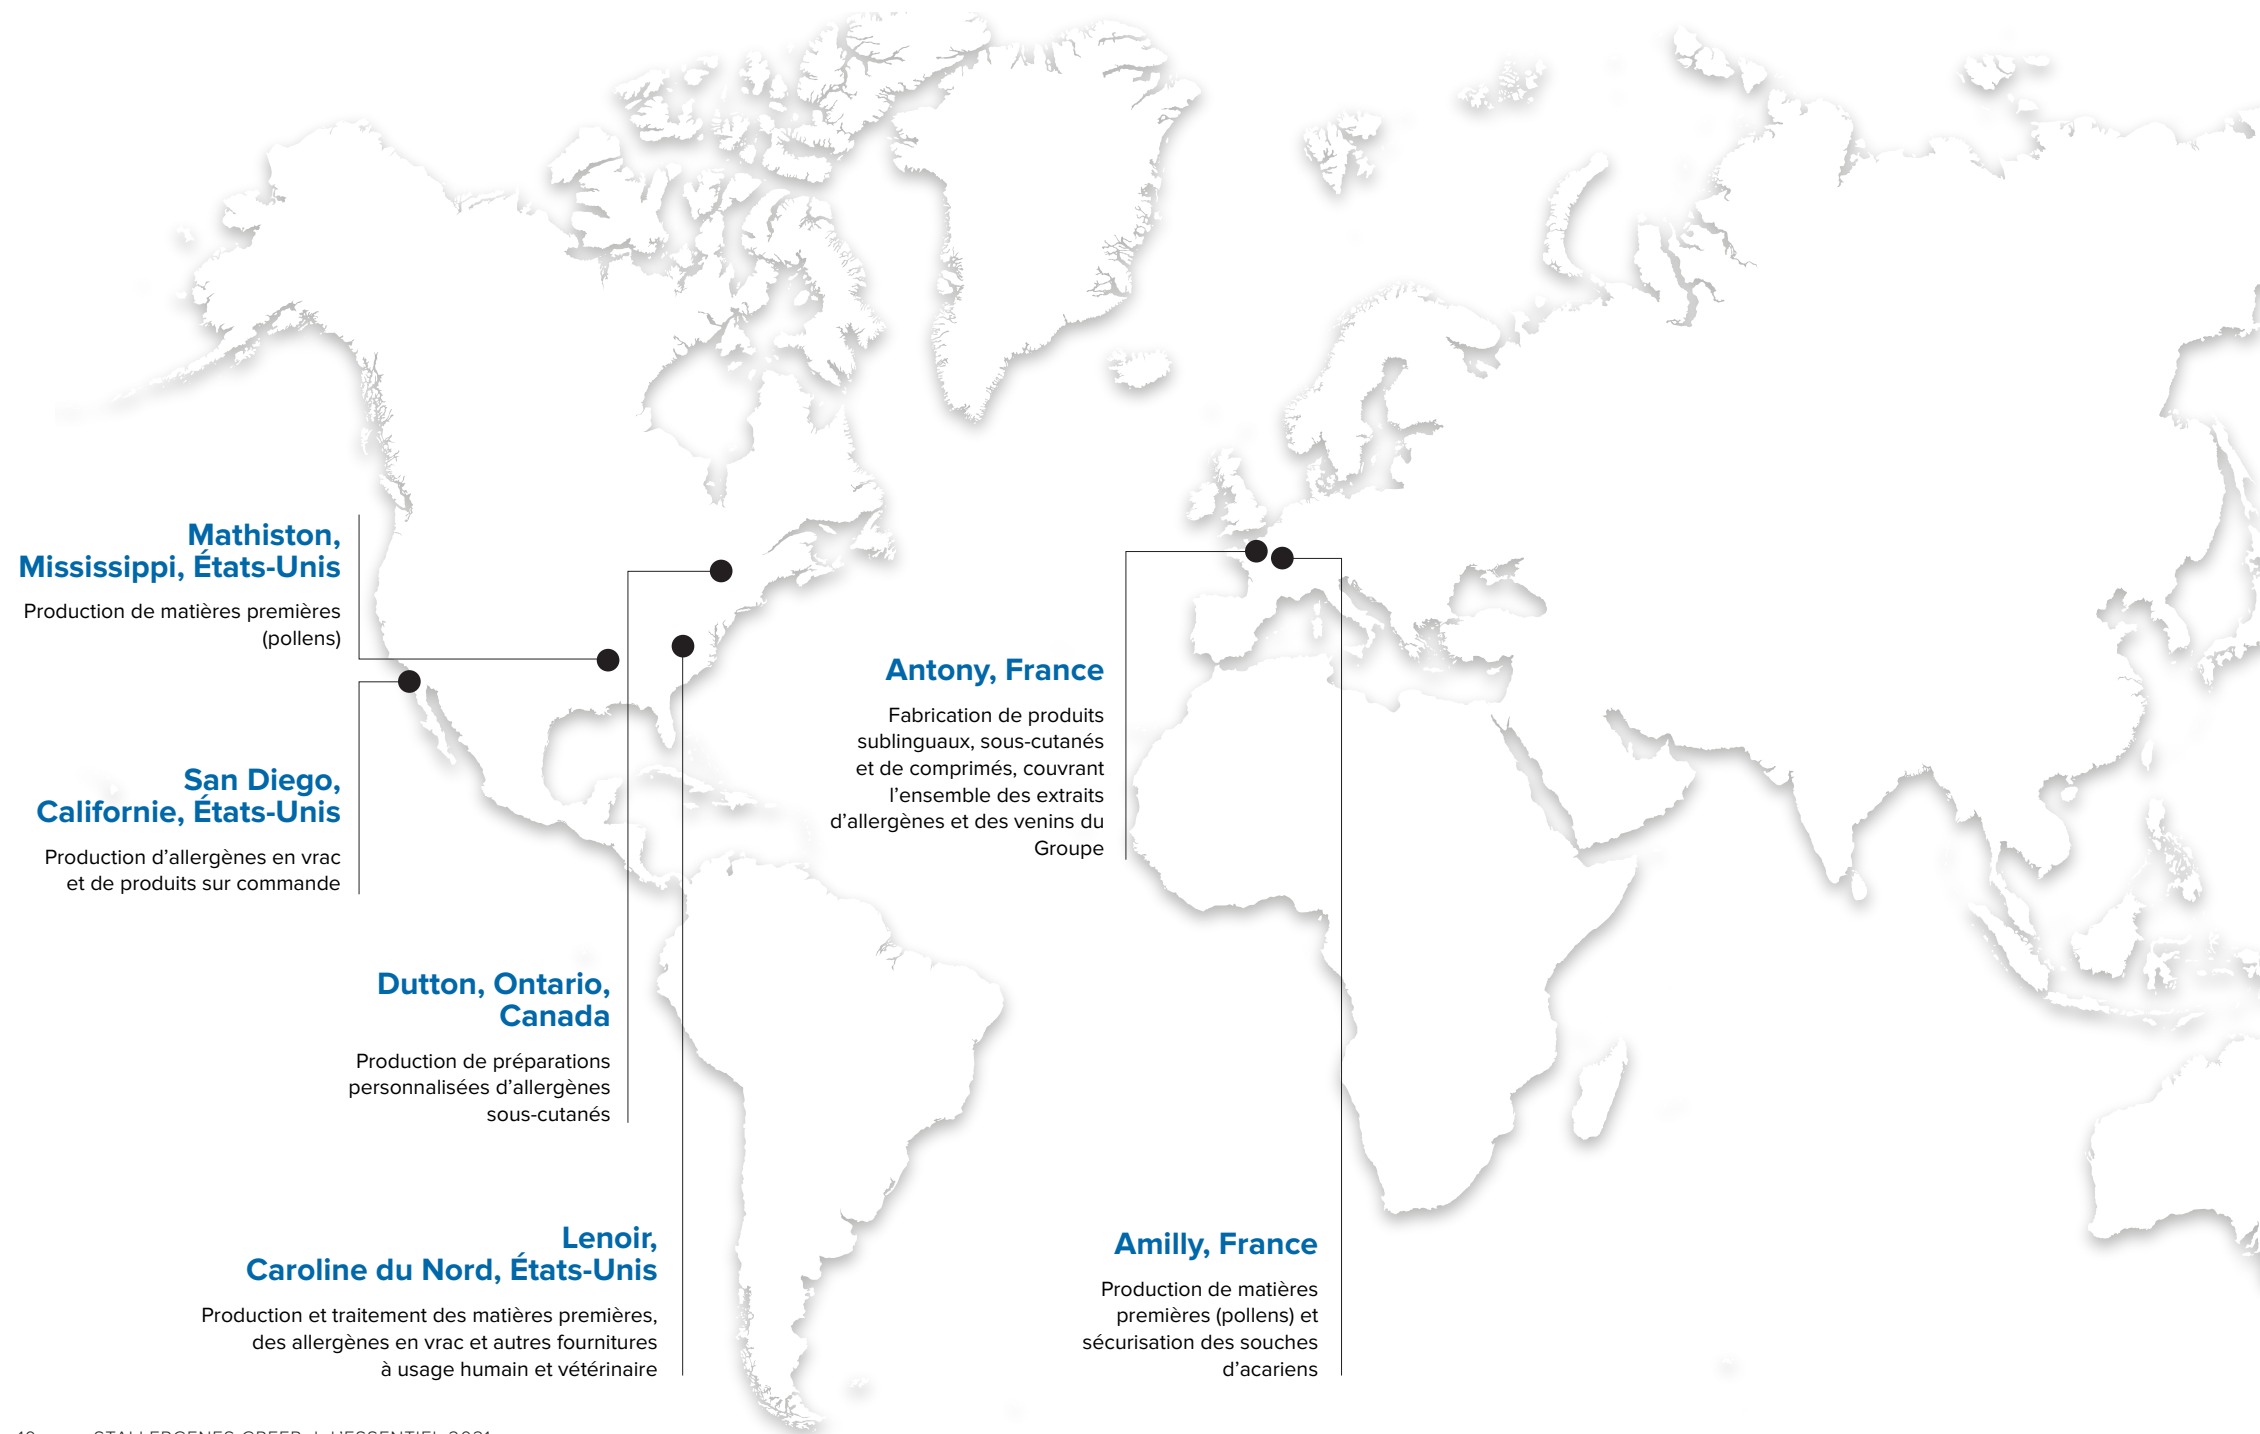 Mathiston,
Mississippi, États-Unis
Production de matières premières
(pollens)
San Diego,
Californie, États-Unis
Production d’allergènes en vrac
et de produits sur commande
Dutton, Ontario,
Canada
Production de préparations
personnalisées d’allergènes
sous-cutanés
Lenoir,
Caroline du Nord, États-Unis
Production et traitement des matières premières,
des allergènes en vrac et autres fournitures
à usage humain et vétérinaire
Antony, France
Fabrication de produits
sublinguaux, sous-cutanés
et de comprimés, couvrant
l’ensemble des extraits
d’allergènes et des venins du
Groupe
Amilly, France
Production de matières
premières (pollens) et
sécurisation des souches
d’acariens
STALLERGENES GREER | L’ESSENTIEL 2021